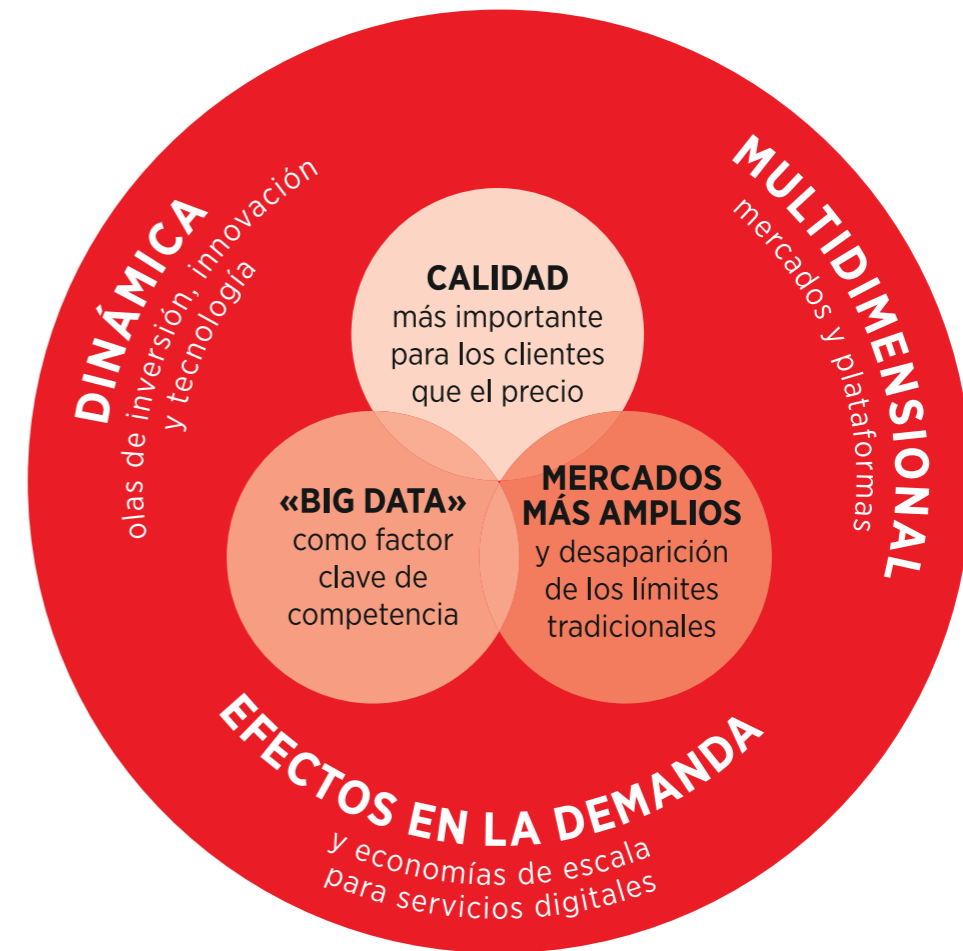 DINÁMICA
olas de inversión, innovación
y tecnología
MULTIDIMENSIONAL
mercados y plataformas
CALIDAD
más importante
para los clientes
que el precio
«BIG DATA»
como factor
clave de
competencia
MERCADOS
MÁS AMPLIOS
y desaparición
de los límites
tradicionales
EFECTOS EN LA DEMANDA
y economías de escala
para servicios digitales